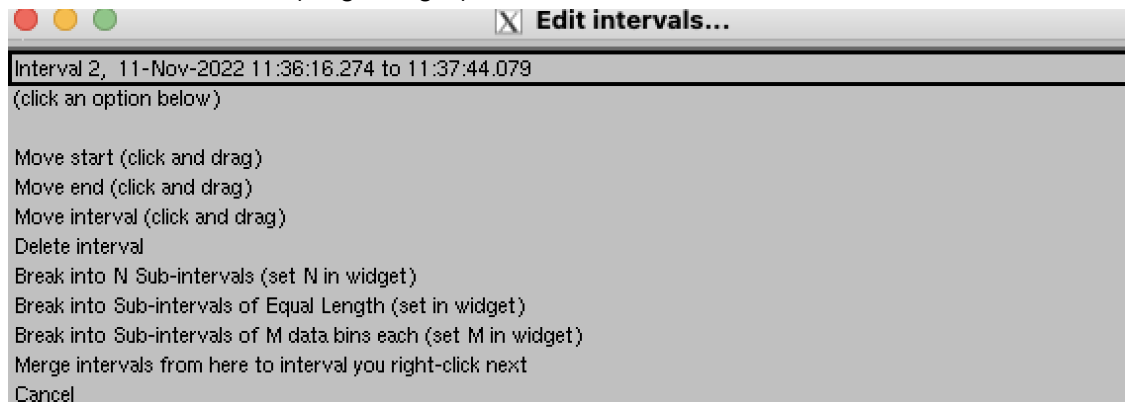 Edit intervals...
Interval 2, 11-Nov-2022 11:36:16.274 to 11:37:44.079
(click an option below)
Move start (click and drag)
Move end (click and drag)
Move interval (click and drag)
Delete interval
Break into N Sub-intervals (set N in widget)
Break into Sub-intervals of Equal Length (set in widget)
Break into Sub-intervals of M data bins each (set M in widget)
Merge intervals from here to interval you right-click next
Cancel